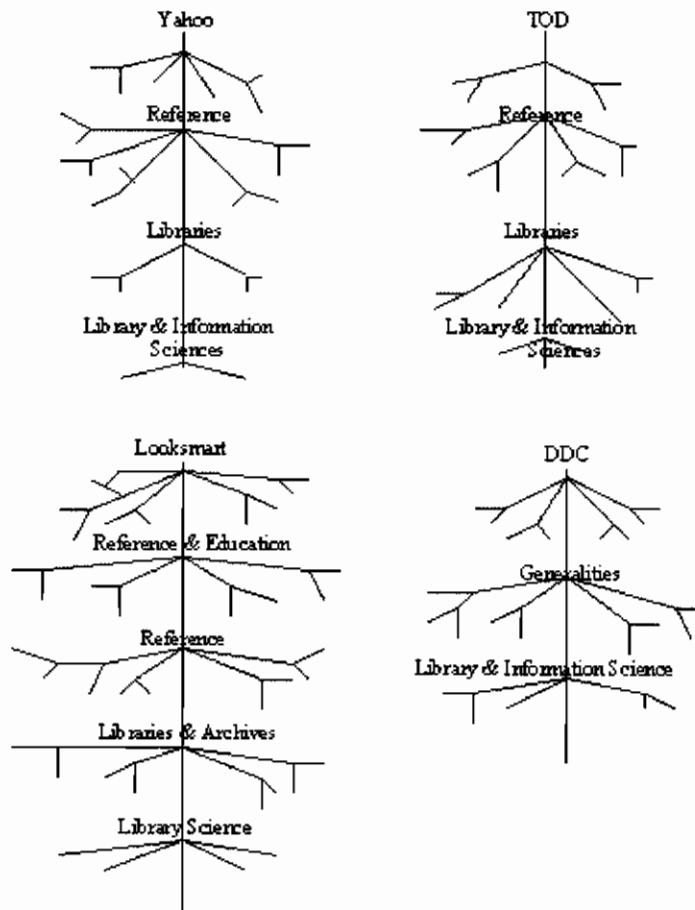 Yahoo
Reference
Libraries
Library & Information
Sciences
TOD
Reference
Libraries
Library & Information
Sciences
Looksmart
Reference & Education
Reference
Libraries & Archives
Library Science
DDC
Generalities
Library & Information Science